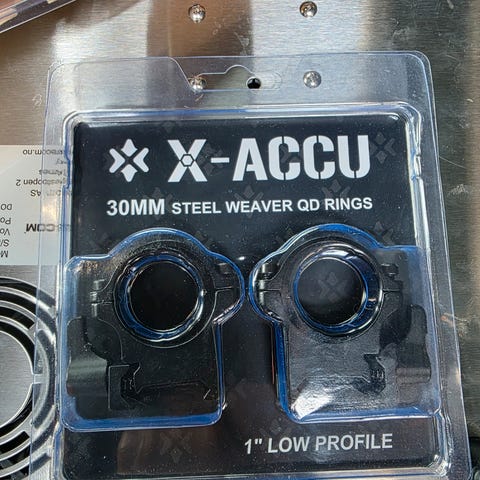 X-ACCU
30MM STEEL WEAVER QD RINGS
1" LOW PROFILE